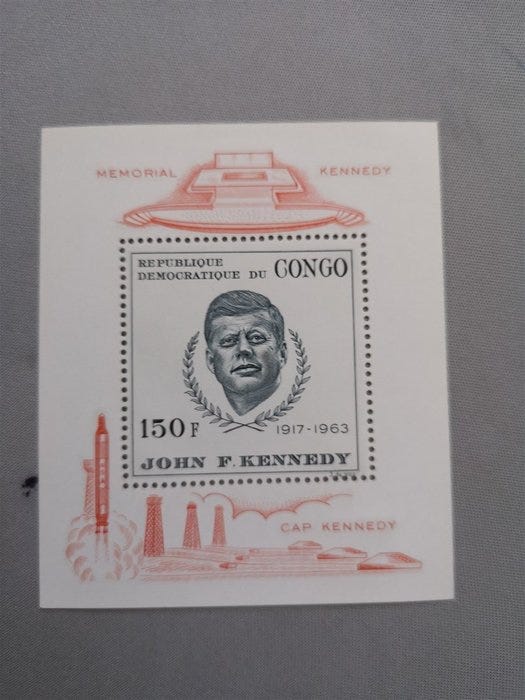 MEMORIAL KENNEDY
REPUBLIQUE
DEMOCRATIQUE DU CONGO
150F 1917-1963
JOHN F. KENNEDY
CAP KENNEDY